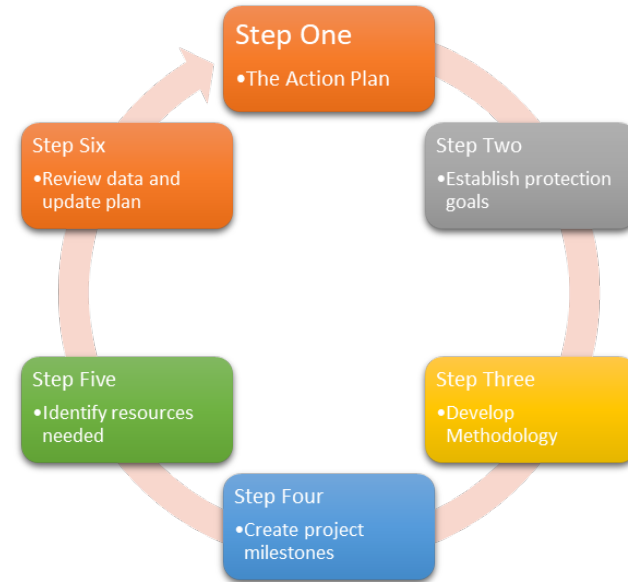 Step One
•The Action Plan
Step Two
•Establish protection
goals
Step Three
•Develop
Methodology
Step Four
•Create project
milestones
Step Five
•Identify resources
needed
Step Six
•Review data and
update plan